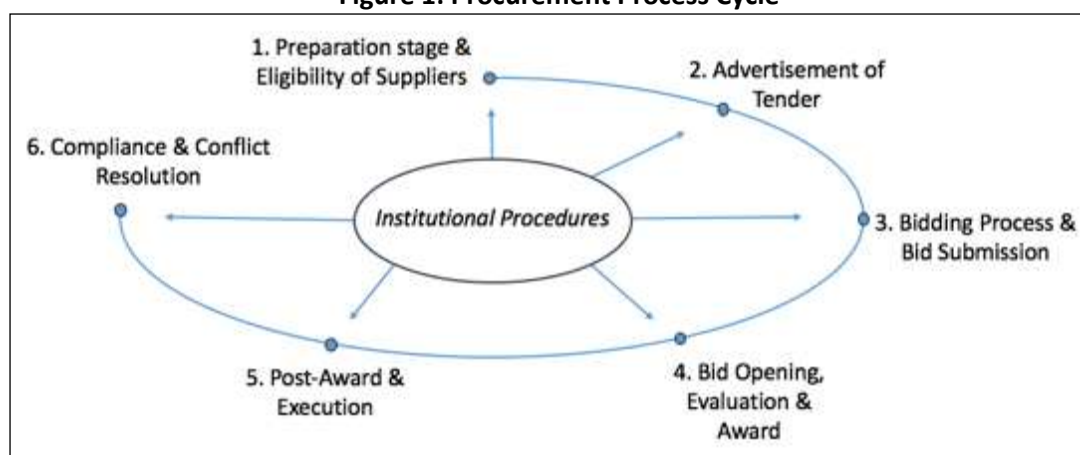 Figure 1: Procurement Process Cycle
1. Preparation stage &
Eligibility of Suppliers
2. Advertisement of
Tender
3. Bidding Process &
Bid Submission
4. Bid Opening,
Evaluation &
Award
5. Post-Award &
Execution
6. Compliance & Conflict
Resolution
Institutional Procedures